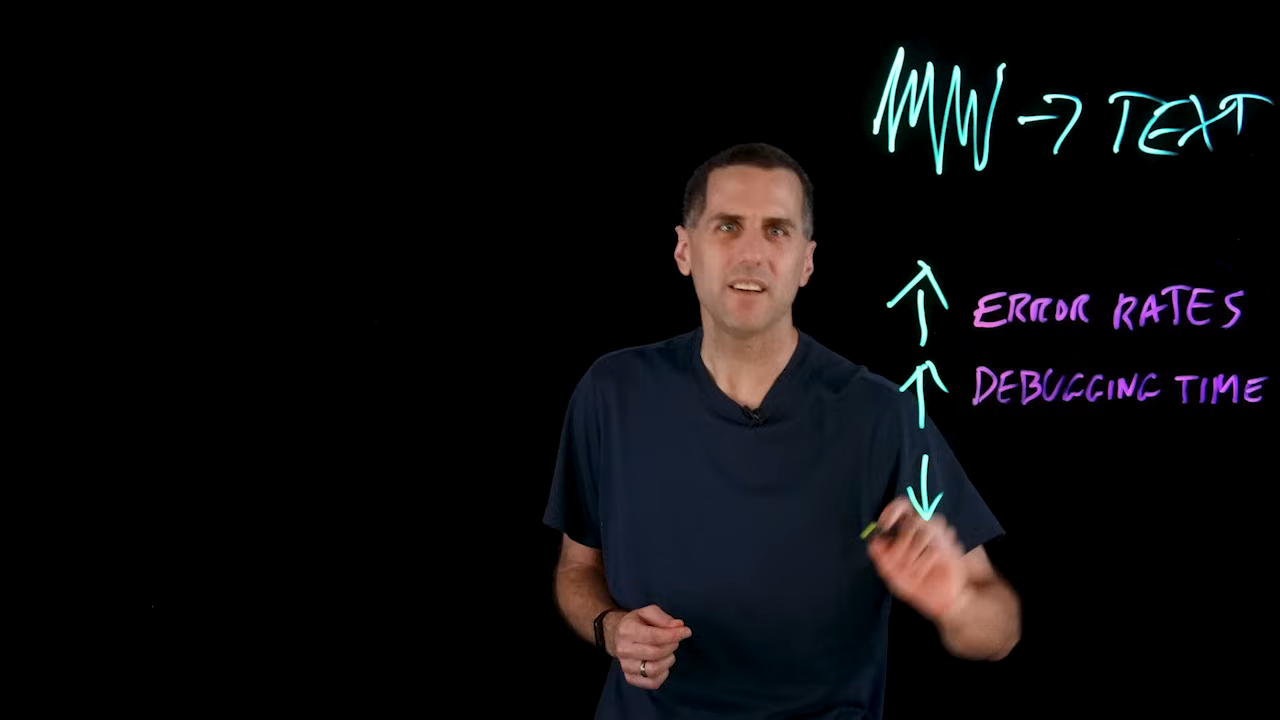 → TEXT
↑ ERROR RATES
↑ DEBUGGING TIME
↓